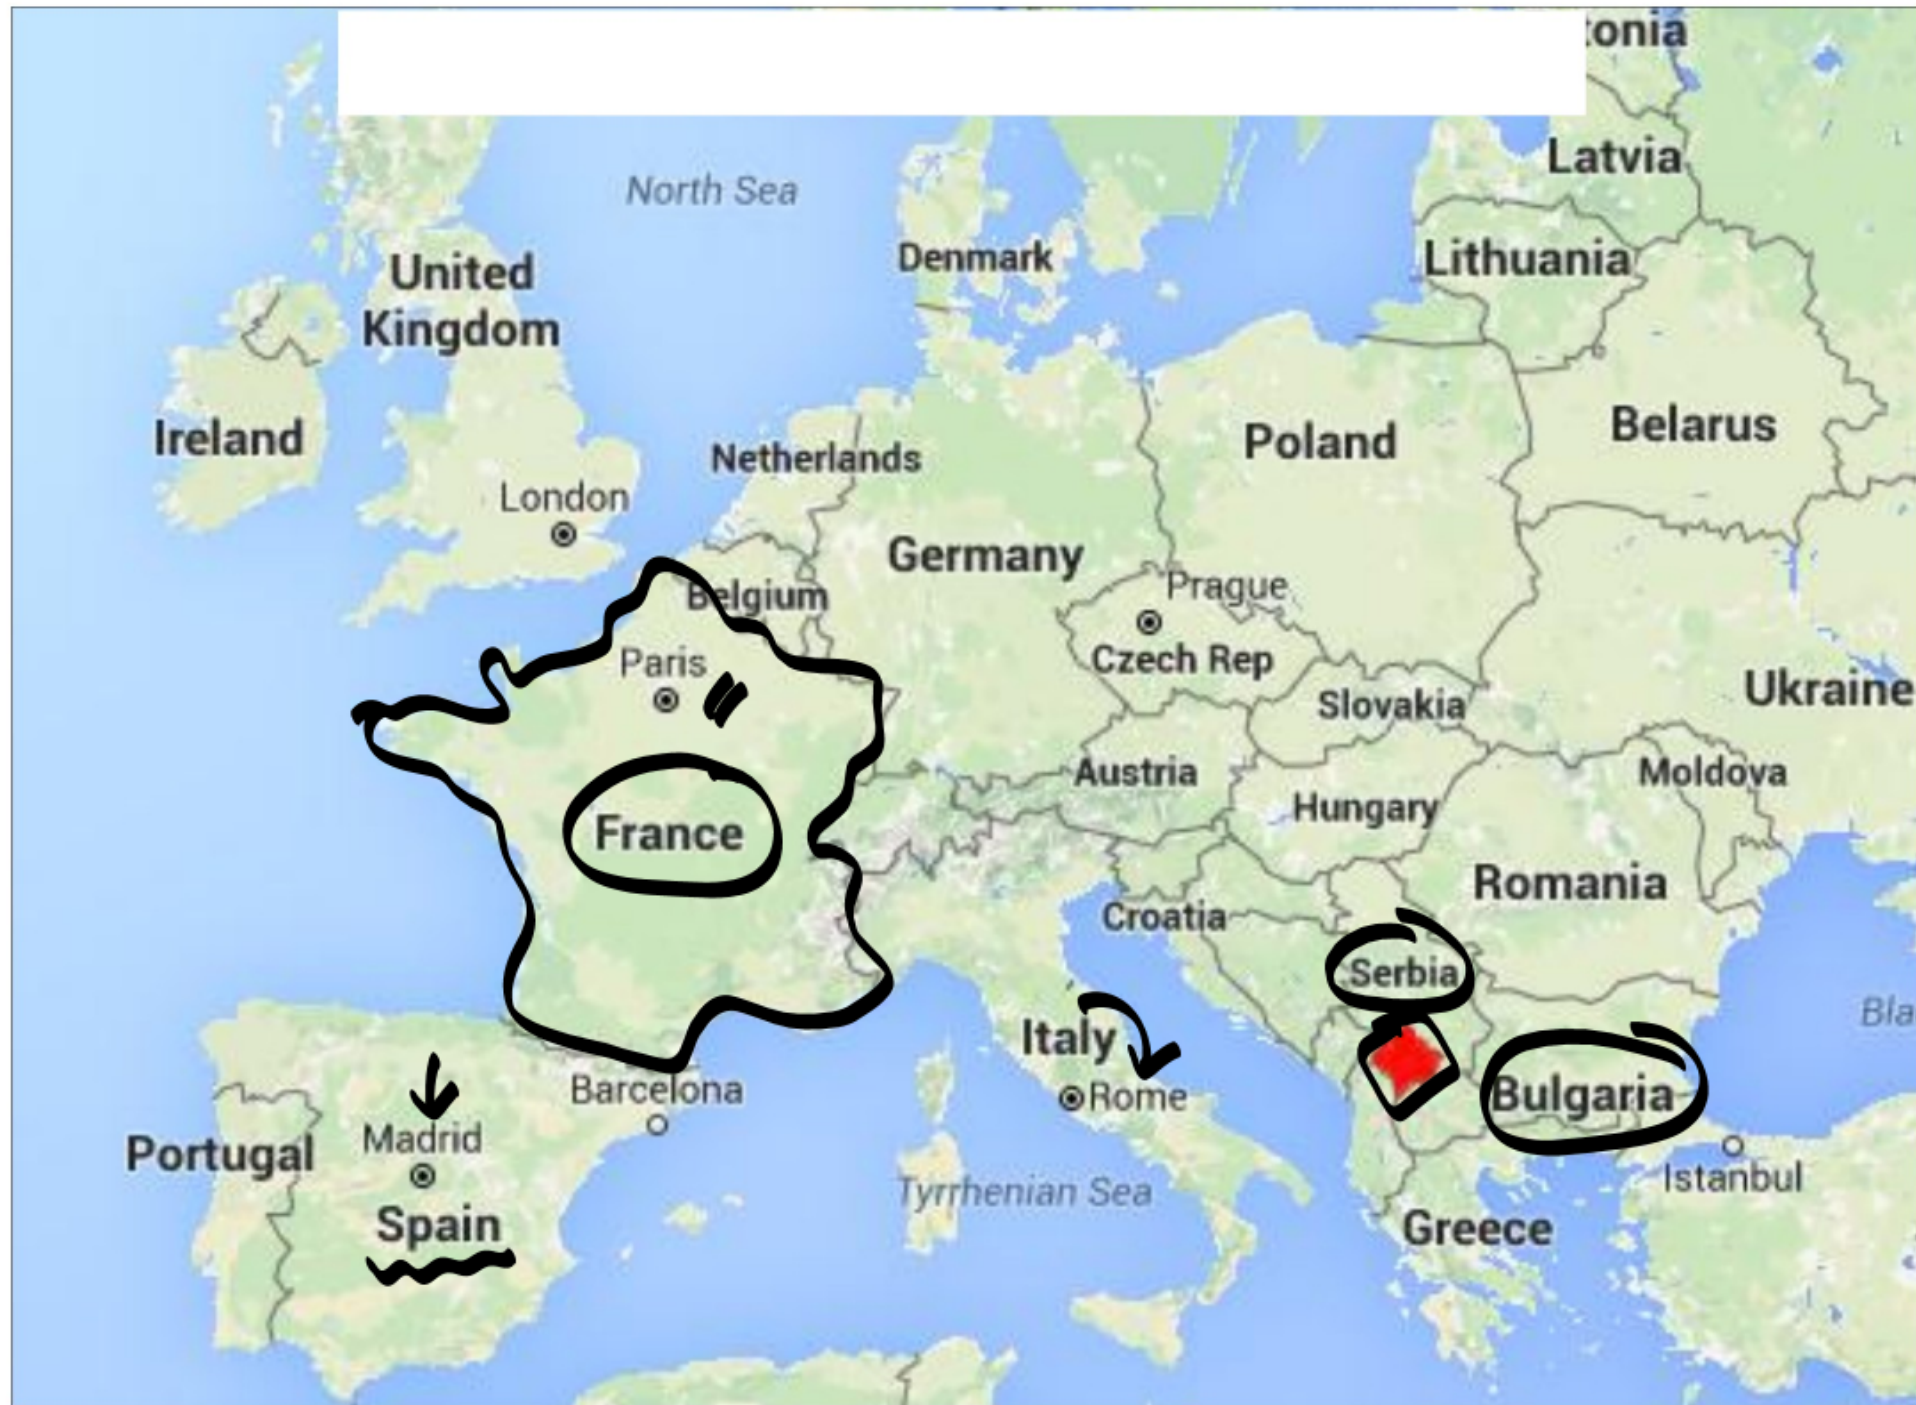 tonia
Latvia
North Sea
Denmark
Lithuania
United
Kingdom
Ireland
Netherlands
Poland
Belarus
London
Germany
Belgium
Prague
Paris
Czech Rep
Slovakia
Ukraine
Austria
Moldova
Hungary
France
Romania
Croatia
Serbia
Bla
Italy
Barcelona
Rome
Bulgaria
Madrid
Portugal
Istanbul
Tyrrhenian Sea
Spain
Greece